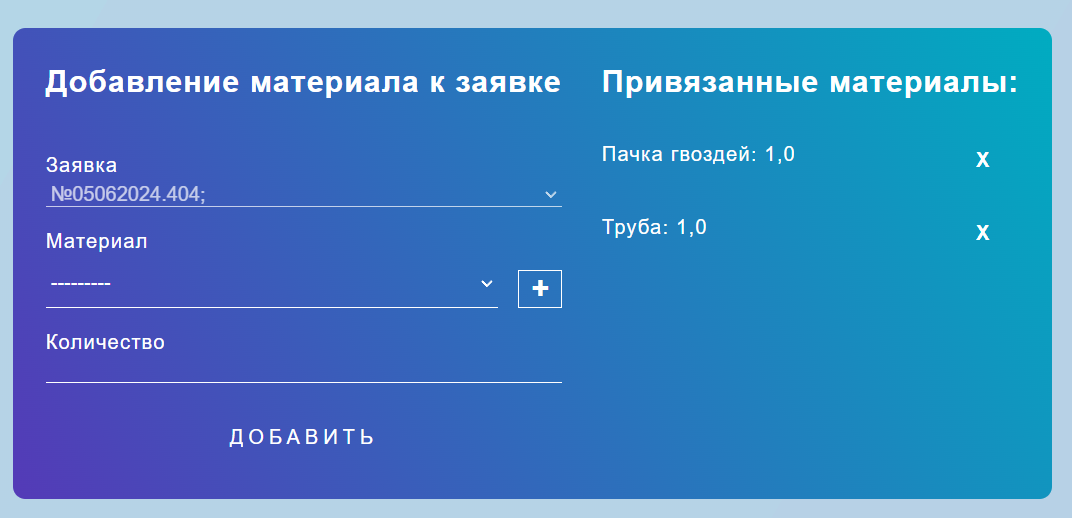 Добавление материала к заявке
Заявка
№05062024.404;
Материал
---------
+
Количество
ДОБАВИТЬ
Привязанные материалы:
Пачка гвоздей: 1,0
X
Труба: 1,0
X